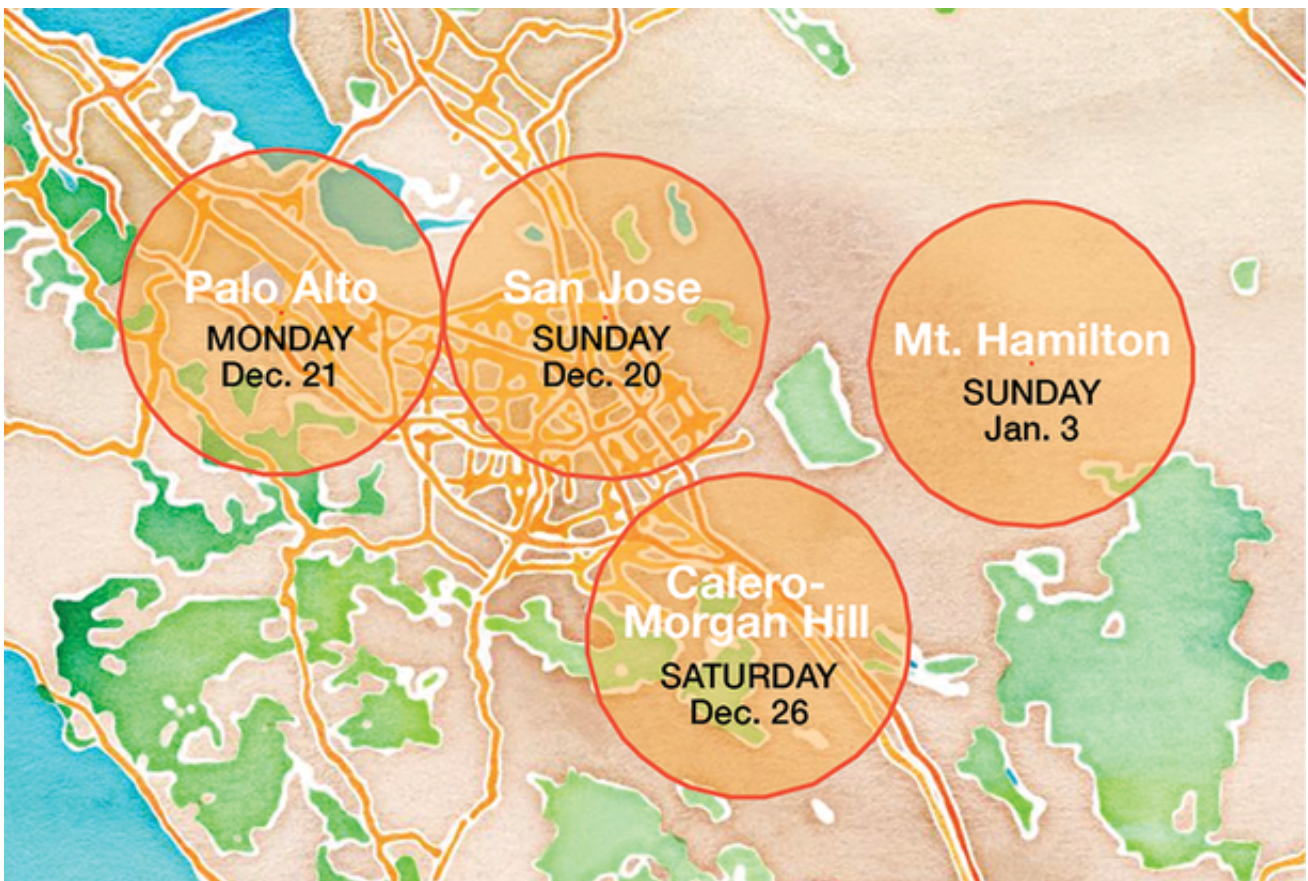 Palo Alto
MONDAY
Dec. 21
San Jose
SUNDAY
Dec. 20
Mt. Hamilton
SUNDAY
Jan. 3
Calero-
Morgan Hill
SATURDAY
Dec. 26